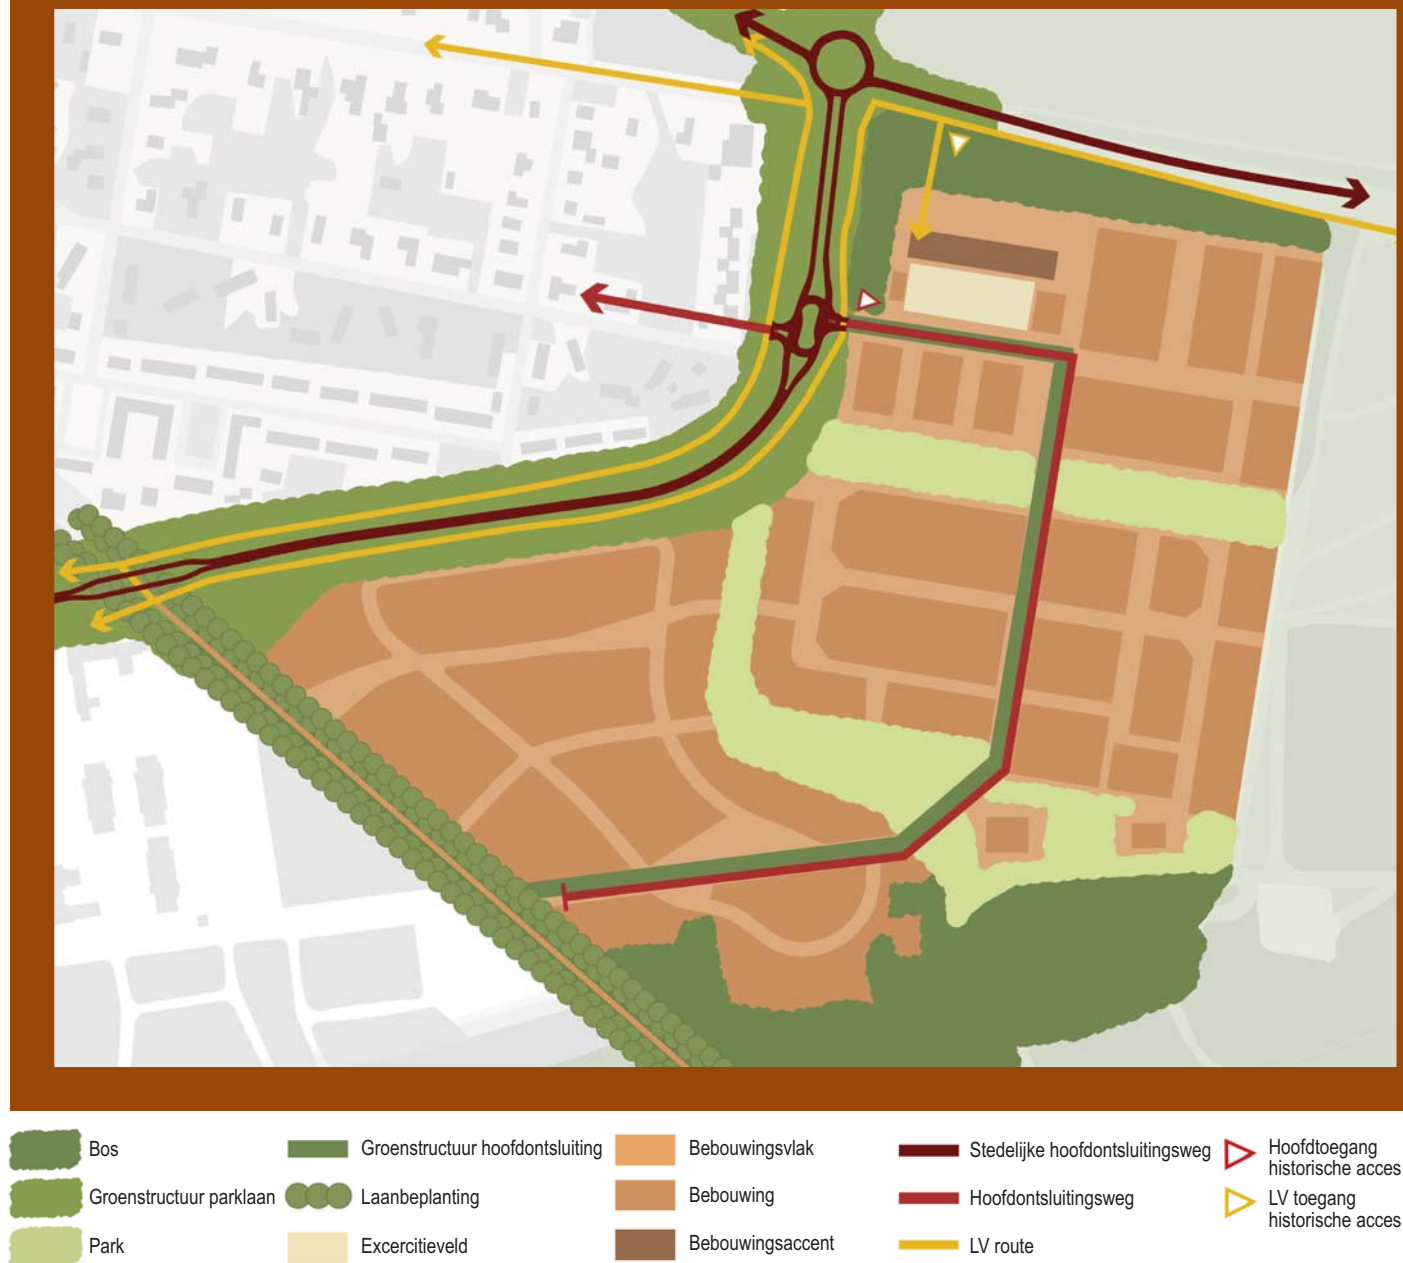 Bos
Groenstructuur parklaan
Park
Groenstructuur hoofdontsluiting
Laanbeplanting
Excercitieveld
Bebouwingsvlak
Bebouwing
Bebouwingsaccent
Stedelijke hoofdontsluitingsweg
Hoofdontsluitingsweg
LV route
Hoofdtoegang
historische acces
LV toegang
historische acces